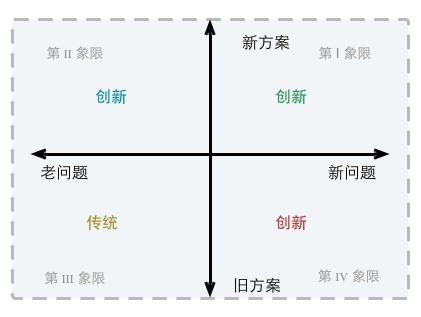 新方案
第 II 象限
第 I 象限
创新
创新
老问题
新问题
传统
创新
第 III 象限
第 IV 象限
旧方案